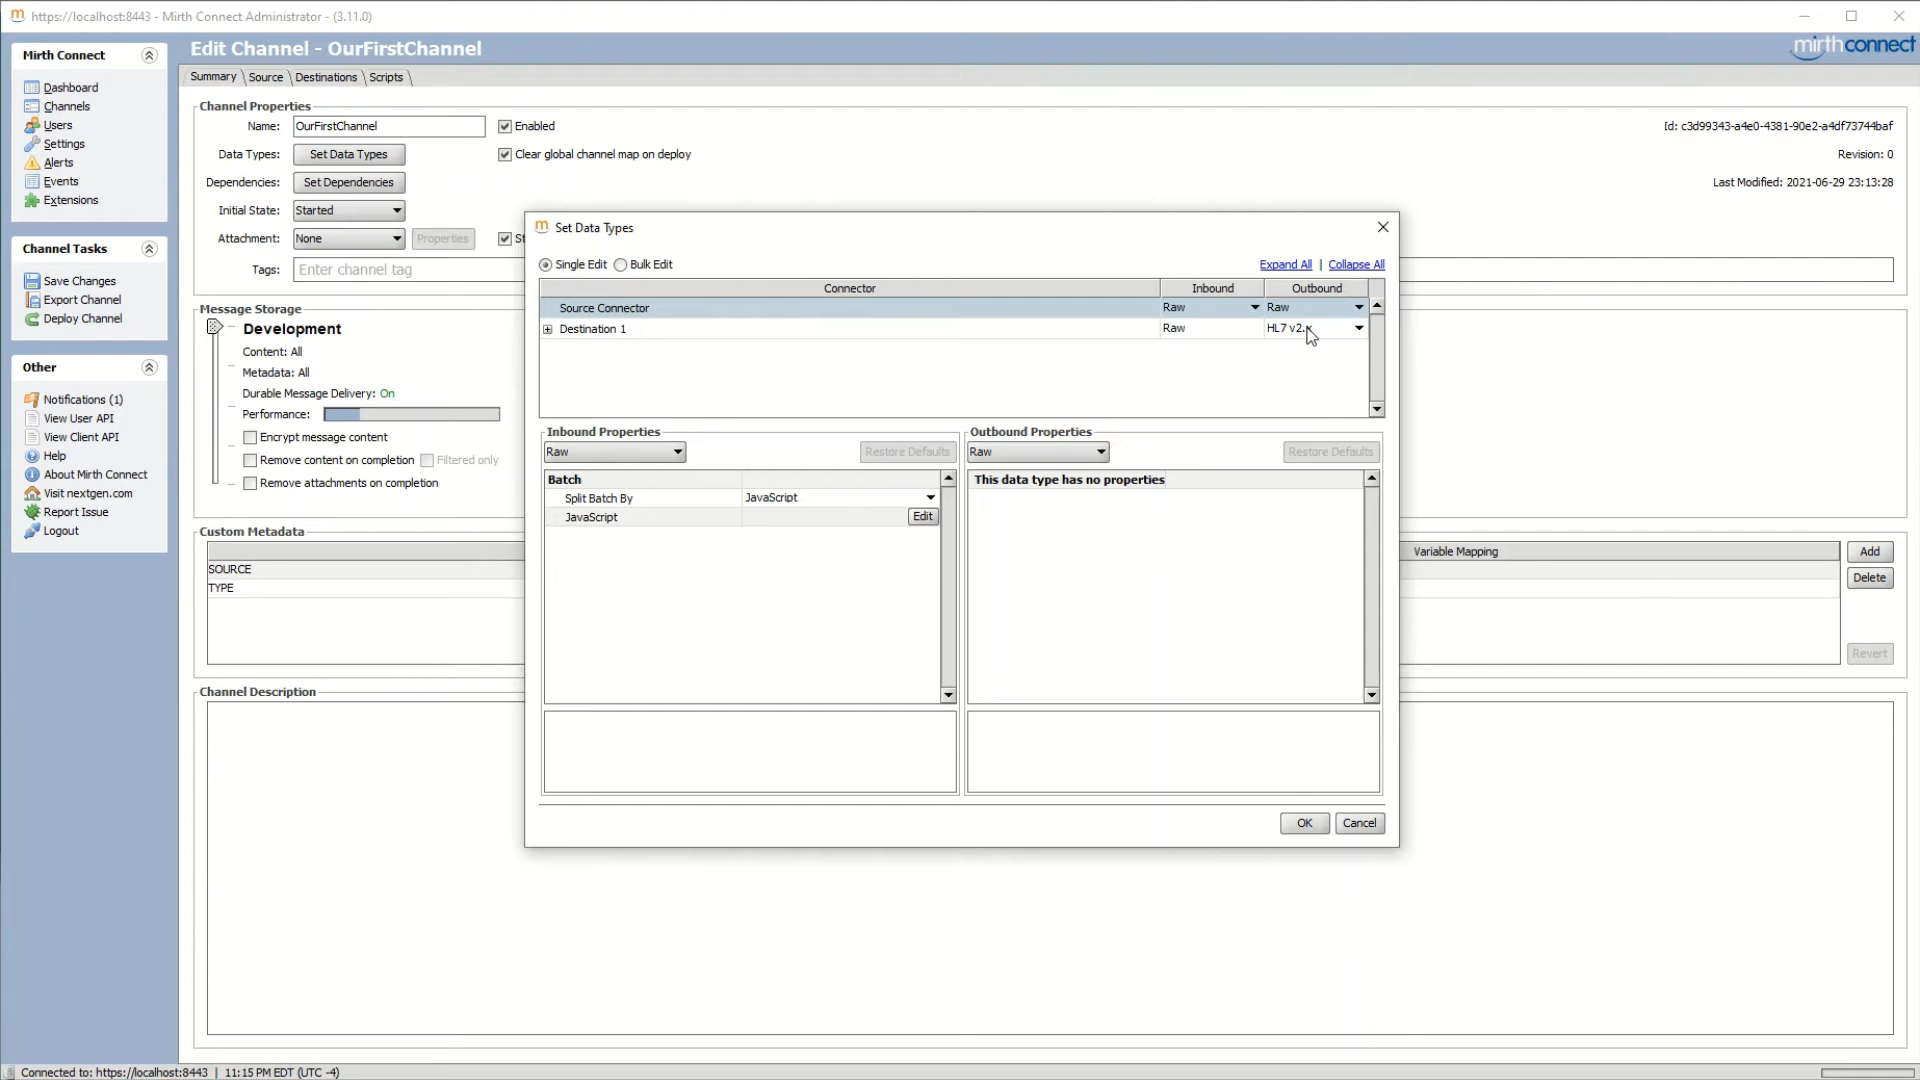 https://localhost:8443 - Mirth Connect Administrator - (3.11.0)
Mirth Connect
Dashboard
Channels
Users
Settings
Alerts
Events
Extensions
Channel Tasks
Save Changes
Export Channel
Deploy Channel
Other
Notifications (1)
View User API
View Client API
Help
About Mirth Connect
Visit nextgen.com
Report Issue
Logout
Edit Channel - OurFirstChannel
mirthconnect
Summary
Source
Destinations
Scripts
Channel Properties
Name: OurFirstChannel
Enabled
Id: c3d99343-a4e0-4381-90e2-a4df73744baf
Data Types: Set Data Types
Clear global channel map on deploy
Revision: 0
Dependencies: Set Dependencies
Last Modified: 2021-06-29 23:13:28
Initial State: Started
Attachment: None Properties
St
Tags: Enter channel tag
Message Storage
Development
Content: All
Metadata: All
Durable Message Delivery: On
Performance:
Encrypt message content
Remove content on completion
Filtered only
Remove attachments on completion
Custom Metadata
Variable Mapping
SOURCE
TYPE
Add
Delete
Revert
Channel Description
Set Data Types
Single Edit
Bulk Edit
Expand All | Collapse All
Connector Inbound Outbound
Source Connector Raw Raw
Destination 1 Raw HL7 v2.x
Inbound Properties
Raw Restore Defaults
Batch
Split Batch By JavaScript
JavaScript Edit
Outbound Properties
Raw Restore Defaults
This data type has no properties
OK
Cancel
Connected to: https://localhost:8443 | 11:15 PM EDT (UTC -4)